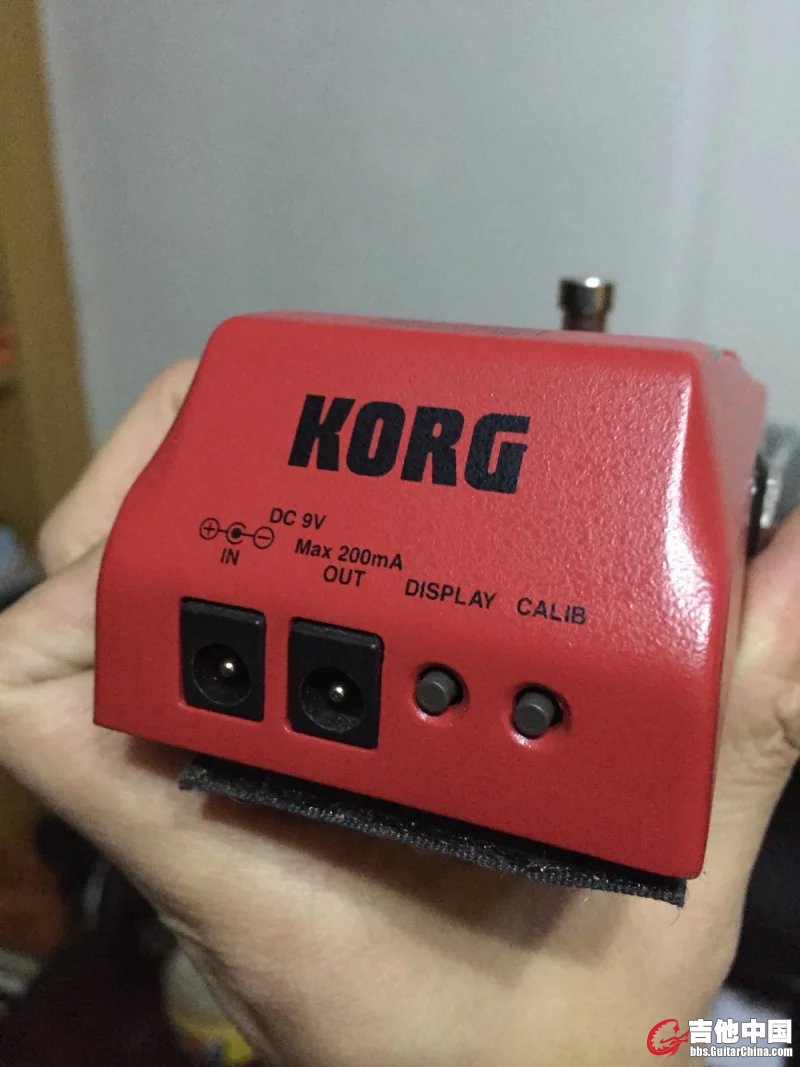 KORG
DC 9V
IN
Max 200mA
OUT
DISPLAY
CALIB
吉他中国
bbs.GuitarChina.com